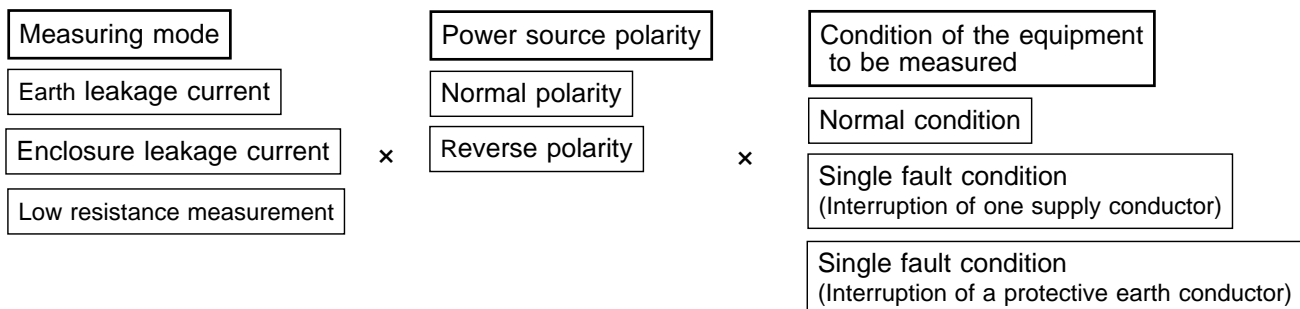 Measuring mode
Earth leakage current
Enclosure leakage current
Low resistance measurement
×
Power source polarity
Normal polarity
Reverse polarity
×
Condition of the equipment
to be measured
Normal condition
Single fault condition
(Interruption of one supply conductor)
Single fault condition
(Interruption of a protective earth conductor)